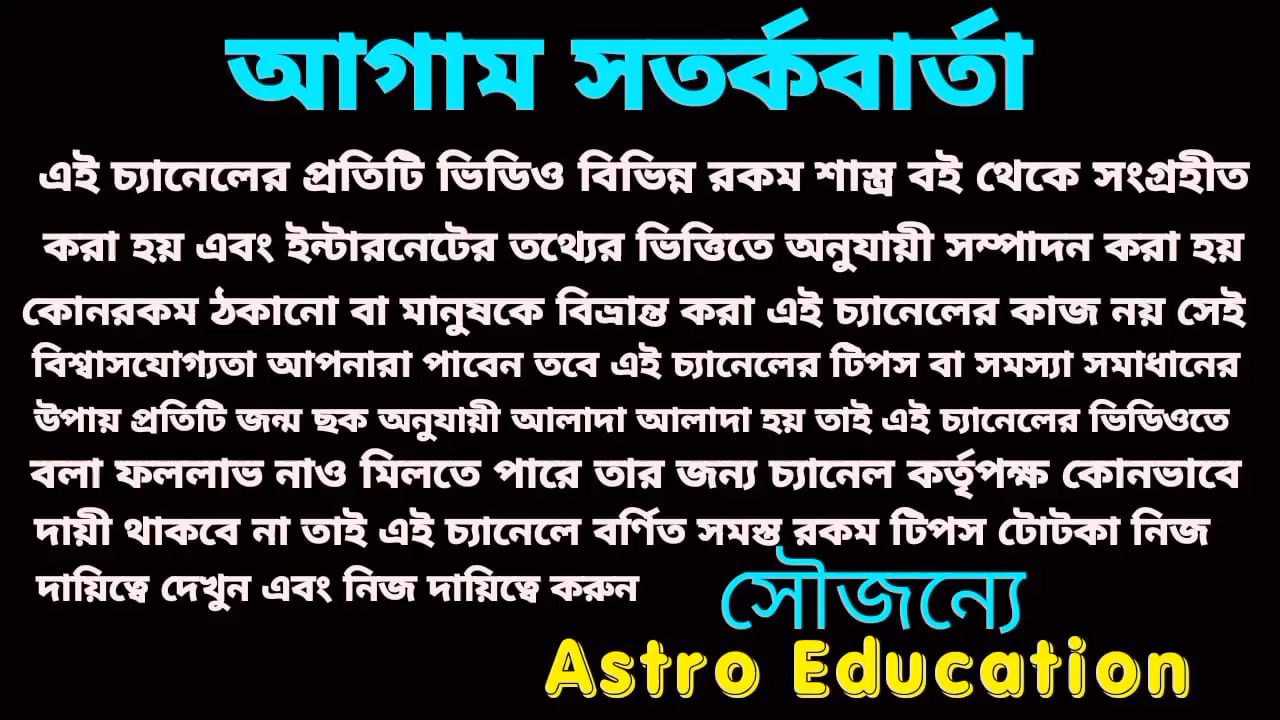 আগাম সতর্কবার্তা
এই চ্যানেলের প্রতিটি ভিডিও বিভিন্ন রকম শাস্ত্র বই থেকে সংগ্রহীত
করা হয় এবং ইন্টারনেটের তথ্যের ভিত্তিতে অনুযায়ী সম্পাদন করা হয়
কোনরকম ঠকানো বা মানুষকে বিভ্রান্ত করা এই চ্যানেলের কাজ নয় সেই
বিশ্বাসযোগ্যতা আপনারা পাবেন তবে এই চ্যানেলের টিপস বা সমস্যা সমাধানের
উপায় প্রতিটি জন্ম ছক অনুযায়ী আলাদা আলাদা হয় তাই এই চ্যানেলের ভিডিওতে
বলা ফললাভ নাও মিলতে পারে তার জন্য চ্যানেল কর্তৃপক্ষ কোনভাবে
দায়ী থাকবে না তাই এই চ্যানেলে বর্ণিত সমস্ত রকম টিপস টোটকা নিজ
দায়িত্বে দেখুন এবং নিজ দায়িত্বে করুন
সৌজন্যে
Astro Education